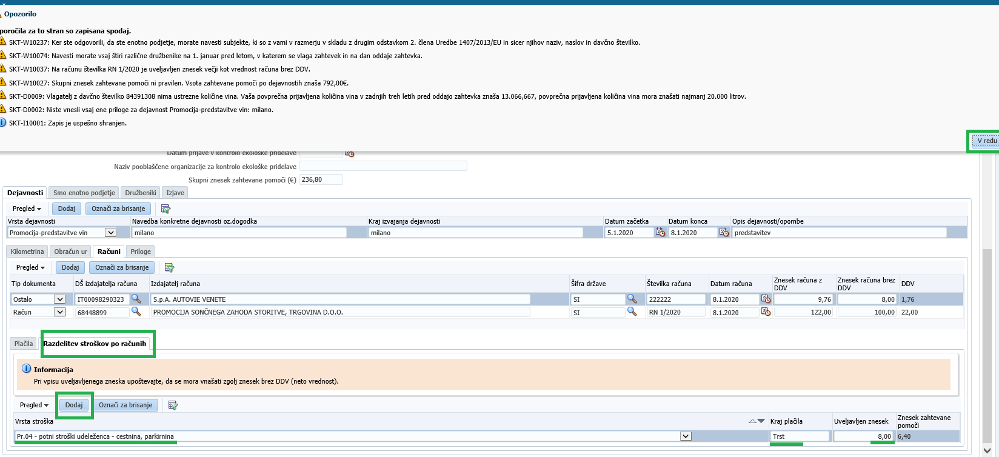 Opozorilo
poročila za to stran so zapisana spodaj.
SKT-W10237: Ker ste odgovorili, da ste enotno podjetje, morate navesti subjekte, ki so z vami v razmerju v skladu z drugim odstavkom 2. člena Uredbe 1407/2013/EU in sicer njihov naziv, naslov in davčno številko.
SKT-W10074: Navesti morate vsaj štiri različne družbenike na 1. januar pred letom, v katerem se vlaga zahtevek in na dan oddaje zahtevka.
SKT-W10037: Na računu številka RN 1/2020 je uveljavljen znesek večji kot vrednost računa brez DDV.
SKT-W10027: Skupni znesek zahtevane pomoči ni pravilen. Vsota zahtevane pomoči po dejavnostih znaša 792,00€.
SKT-D0009: Vlagatelj z davčno številko 84391308 nima ustrezne količine vina. Vaša povprečna prijavljena količina vina v zadnjih treh letih pred oddajo zahtevka znaša 13.066,667, povprečna prijavljena količina vina mora znašati najmanj 20.000 litrov.
SKT-D0002: Niste vnesli vsaj ene priloge za dejavnost Promocija-predstavitve vin: milano.
SKT-I10001: Zapis je uspešno shranjen.
V redu
Datum prijave v kontrolo ekološke pridelave
Naziv pooblaščene organizacije za kontrolo ekološke pridelave
Skupni znesek zahtevane pomoči (€) 236,80
Dejavnosti Smo enotno podjetje Družbeniki Izjave
Pregled Dodaj Označi za brisanje
Vrsta dejavnosti Navedba konkretne dejavnosti oz.dogodka Kraj izvajanja dejavnosti Datum začetka Datum konca Opis dejavnosti/opombe
Promocija-predstavitve vin milano milano 5.1.2020 8.1.2020 predstavitev
Kilometrina Obračun ur Računi Priloge
Pregled Dodaj Označi za brisanje
Tip dokumenta DŠ izdajatelja računa Izdajatelj računa Šifra države Številka računa Datum računa Znesek računa z DDV Znesek računa brez DDV DDV
Ostalo IT00098290323 S.p.A. AUTOVIE VENETE SI 222222 8.1.2020 9,76 8,00 1,76
Račun 68448899 PROMOCIJA SONČNEGA ZAHODA STORITVE, TRGOVINA D.O.O. SI RN 1/2020 8.1.2020 122,00 100,00 22,00
Plačila Razdelitev stroškov po računih
Informacija
Pri vpisu uveljavljenega zneska upoštevajte, da se mora vnašati zgolj znesek brez DDV (neto vrednost).
Pregled Dodaj Označi za brisanje
Vrsta stroška Kraj plačila Uveljavljen znesek Znesek zahtevane pomoči
Pr.04 - potni stroški udeleženca - cestnina, parkirnina Trst 8,00 6,40